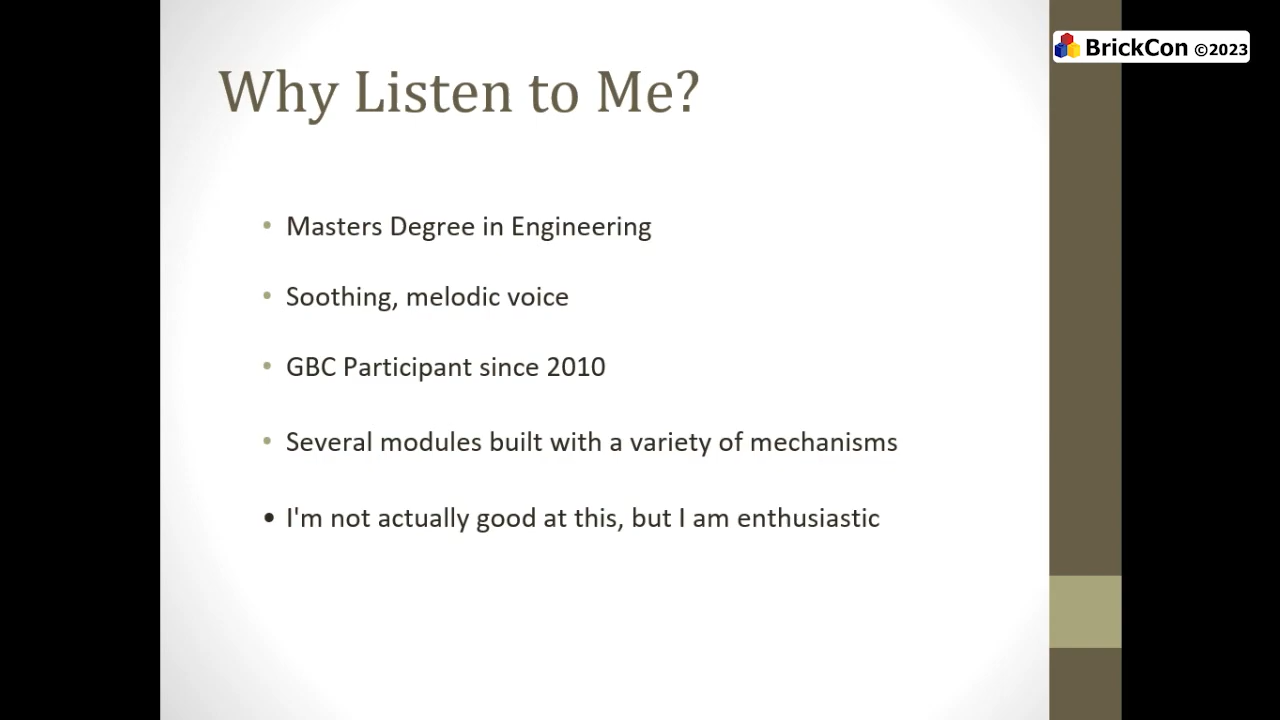 BrickCon ©2023
Why Listen to Me?
• Masters Degree in Engineering
• Soothing, melodic voice
• GBC Participant since 2010
• Several modules built with a variety of mechanisms
• I'm not actually good at this, but I am enthusiastic